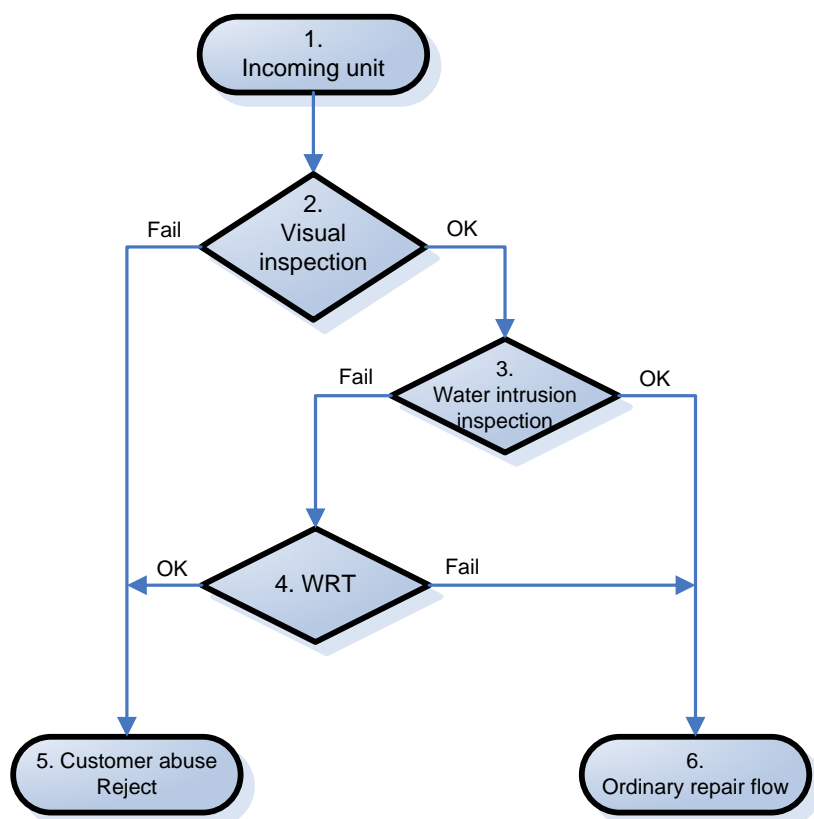 1.
Incoming unit
2.
Visual
inspection
Fail
OK
3.
Water intrusion
inspection
Fail
OK
4. WRT
OK
Fail
5. Customer abuse
Reject
6.
Ordinary repair flow